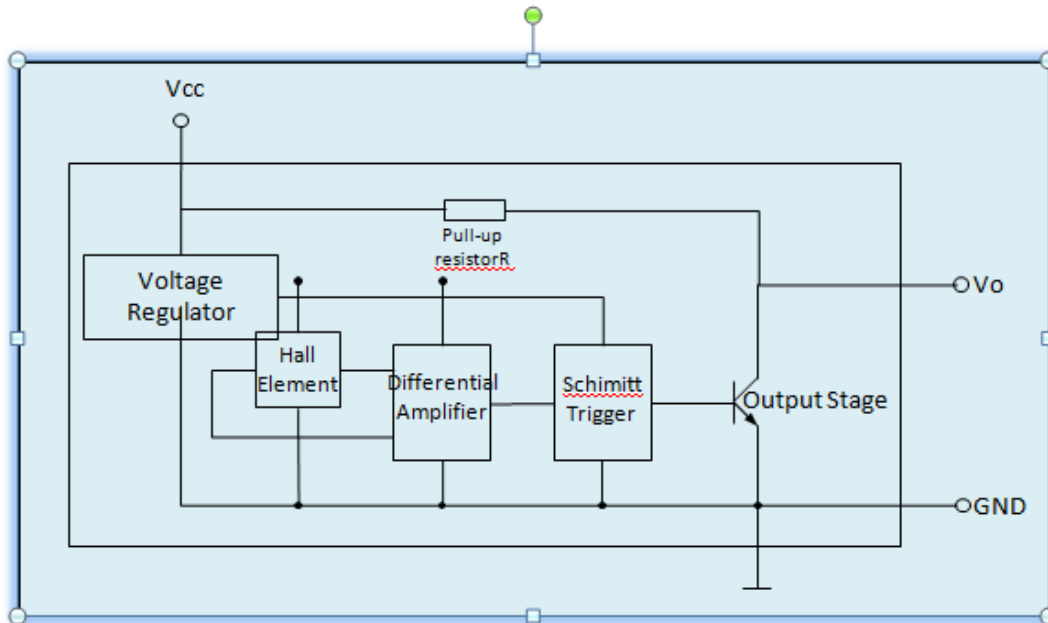 Vcc
Pull-up
resistorR
Voltage
Regulator
Vo
Hall
Element
Differential
Amplifier
Schimitt
Trigger
Output Stage
GND